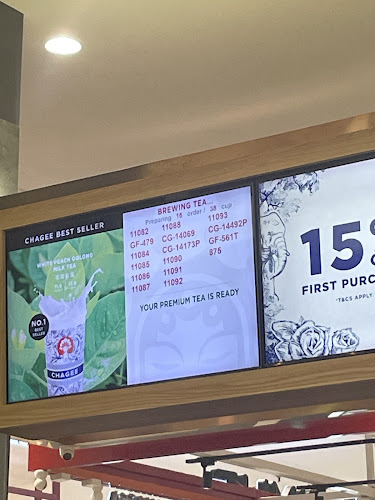 CHAGEE BEST SELLER
WHITE PEACH OOLONG
MILK TEA
NO.1
BEST
SELLER
CHAGEE
BREWING TEA...
Preparing 16 order / 38 cup
11082 11088 11093
GF-479 CG-14069 CG-14492P
11084 CG-14173P GF-561T
11085 11090 875
11086 11091
11087 11092
YOUR PREMIUM TEA IS READY
15%
FIRST PURC
*T&CS APPLY